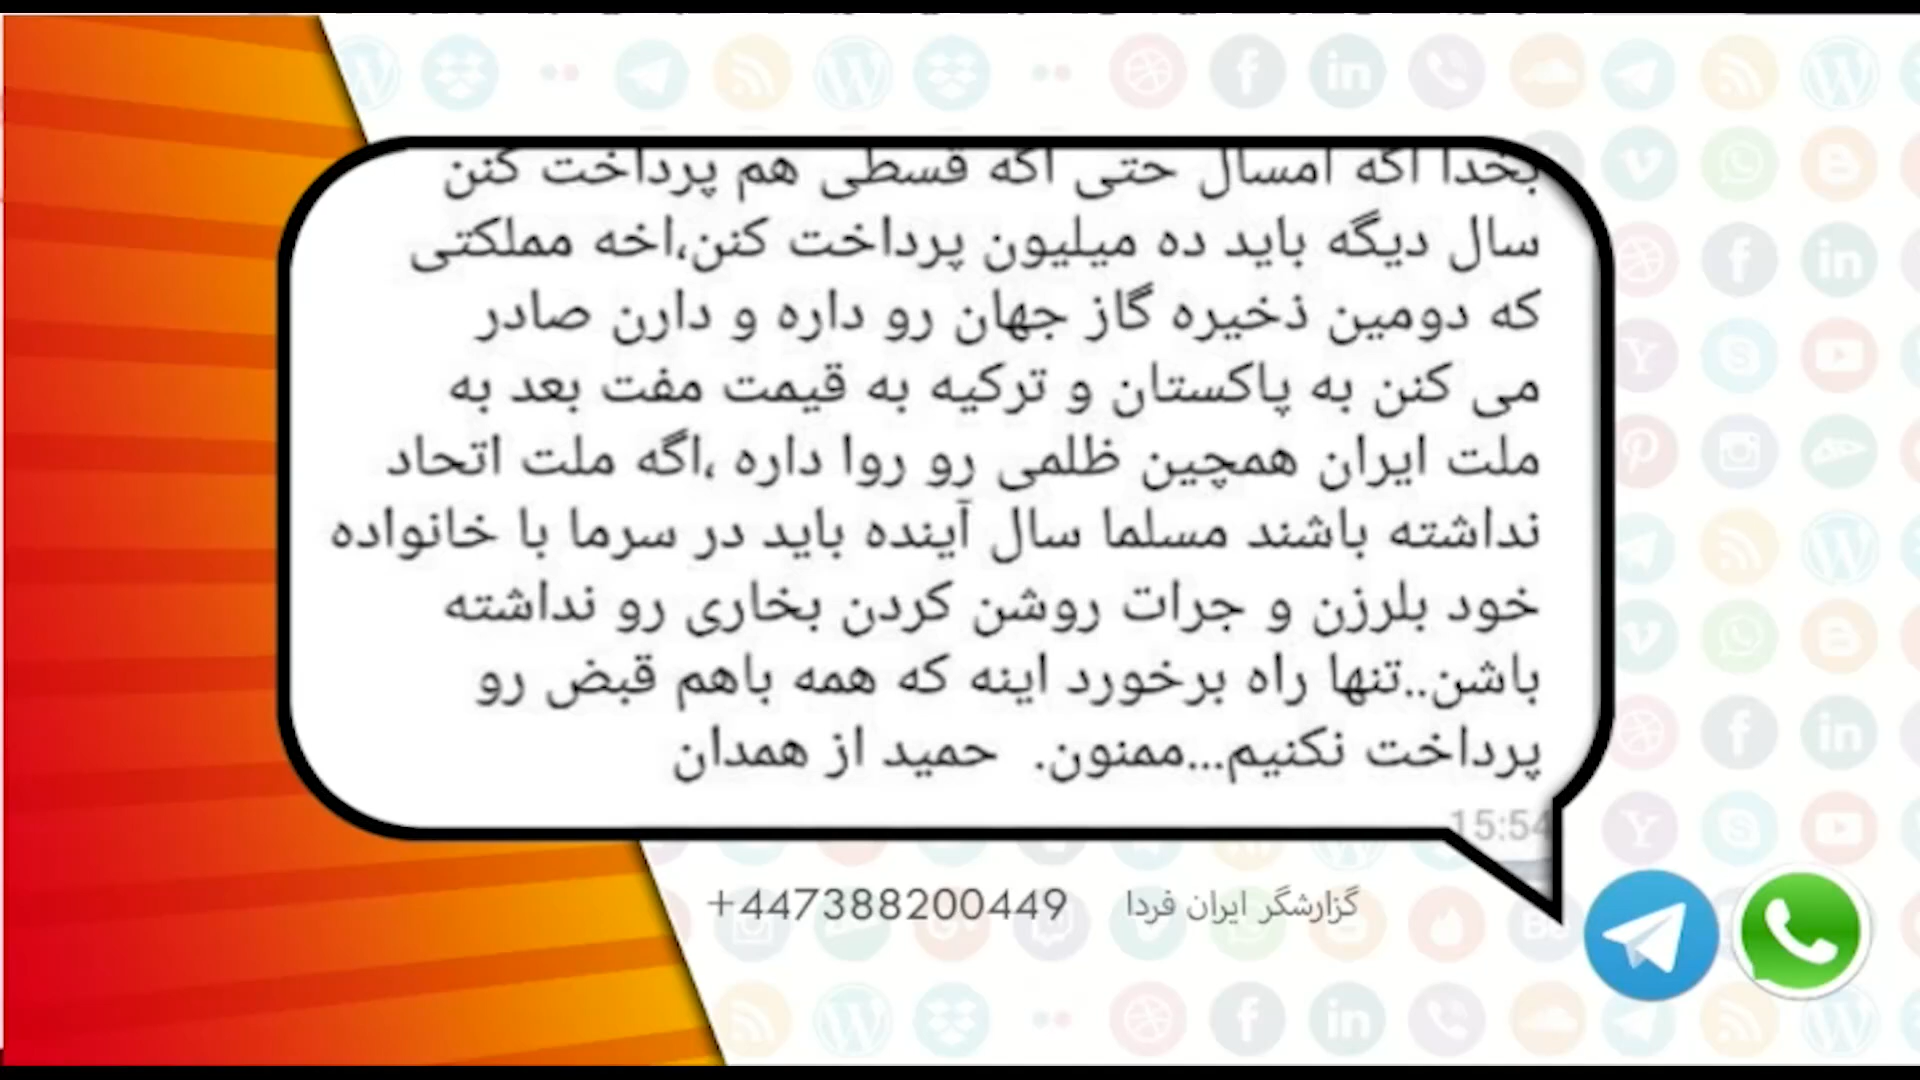 بخدا اگه امسال حتی اگه قسطی هم پرداخت کنن
سال دیگه باید ده میلیون پرداخت کنن،اخه مملکتی
که دومین ذخیره گاز جهان رو داره و دارن صادر
می کنن به پاکستان و ترکیه به قیمت مفت بعد به
ملت ایران همچین ظلمی رو روا داره ،اگه ملت اتحاد
نداشته باشند مسلما سال آینده باید در سرما با خانواده
خود بلرزن و جرات روشن کردن بخاری رو نداشته
باشن..تنها راه برخورد اینه که همه باهم قبض رو
پرداخت نکنیم...ممنون. حمید از همدان
15:54
گزارشگر ایران فردا +447388200449